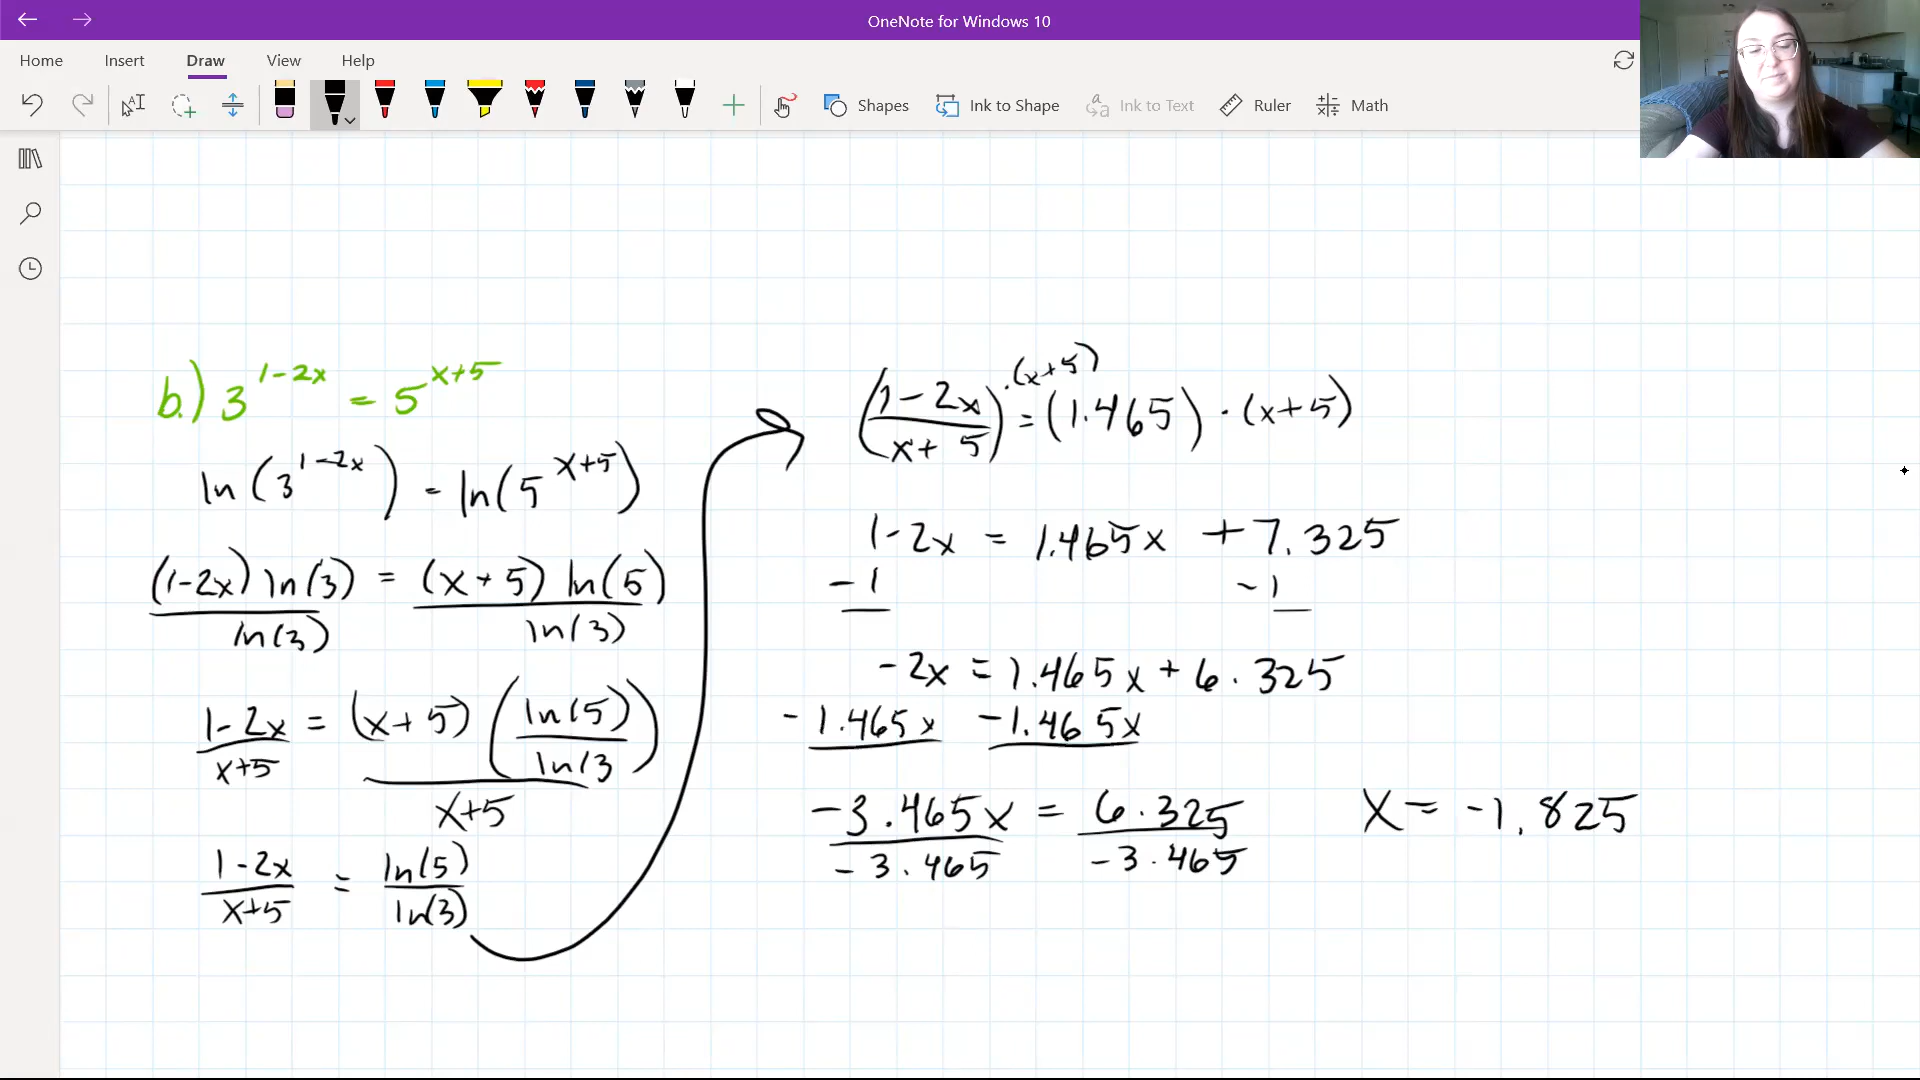 OneNote for Windows 10
Home Insert Draw View Help
Shapes Ink to Shape Ink to Text Ruler Math
b.) 3^(1-2x) = 5^(x+5)
ln(3^(1-2x)) = ln(5^(x+5))
(1-2x) ln(3) = (x+5) ln(5)
ln(3) ln(3)
1-2x = (x+5) (ln(5)
x+5 ln(3)
x+5
1-2x = ln(5)
x+5 ln(3)
(1-2x)·(x+5) = (1.465)·(x+5)
x+5
1-2x = 1.465x + 7.325
-1 -1
-2x = 1.465x + 6.325
-1.465x -1.465x
-3.465x = 6.325
-3.465 -3.465
x = -1.825